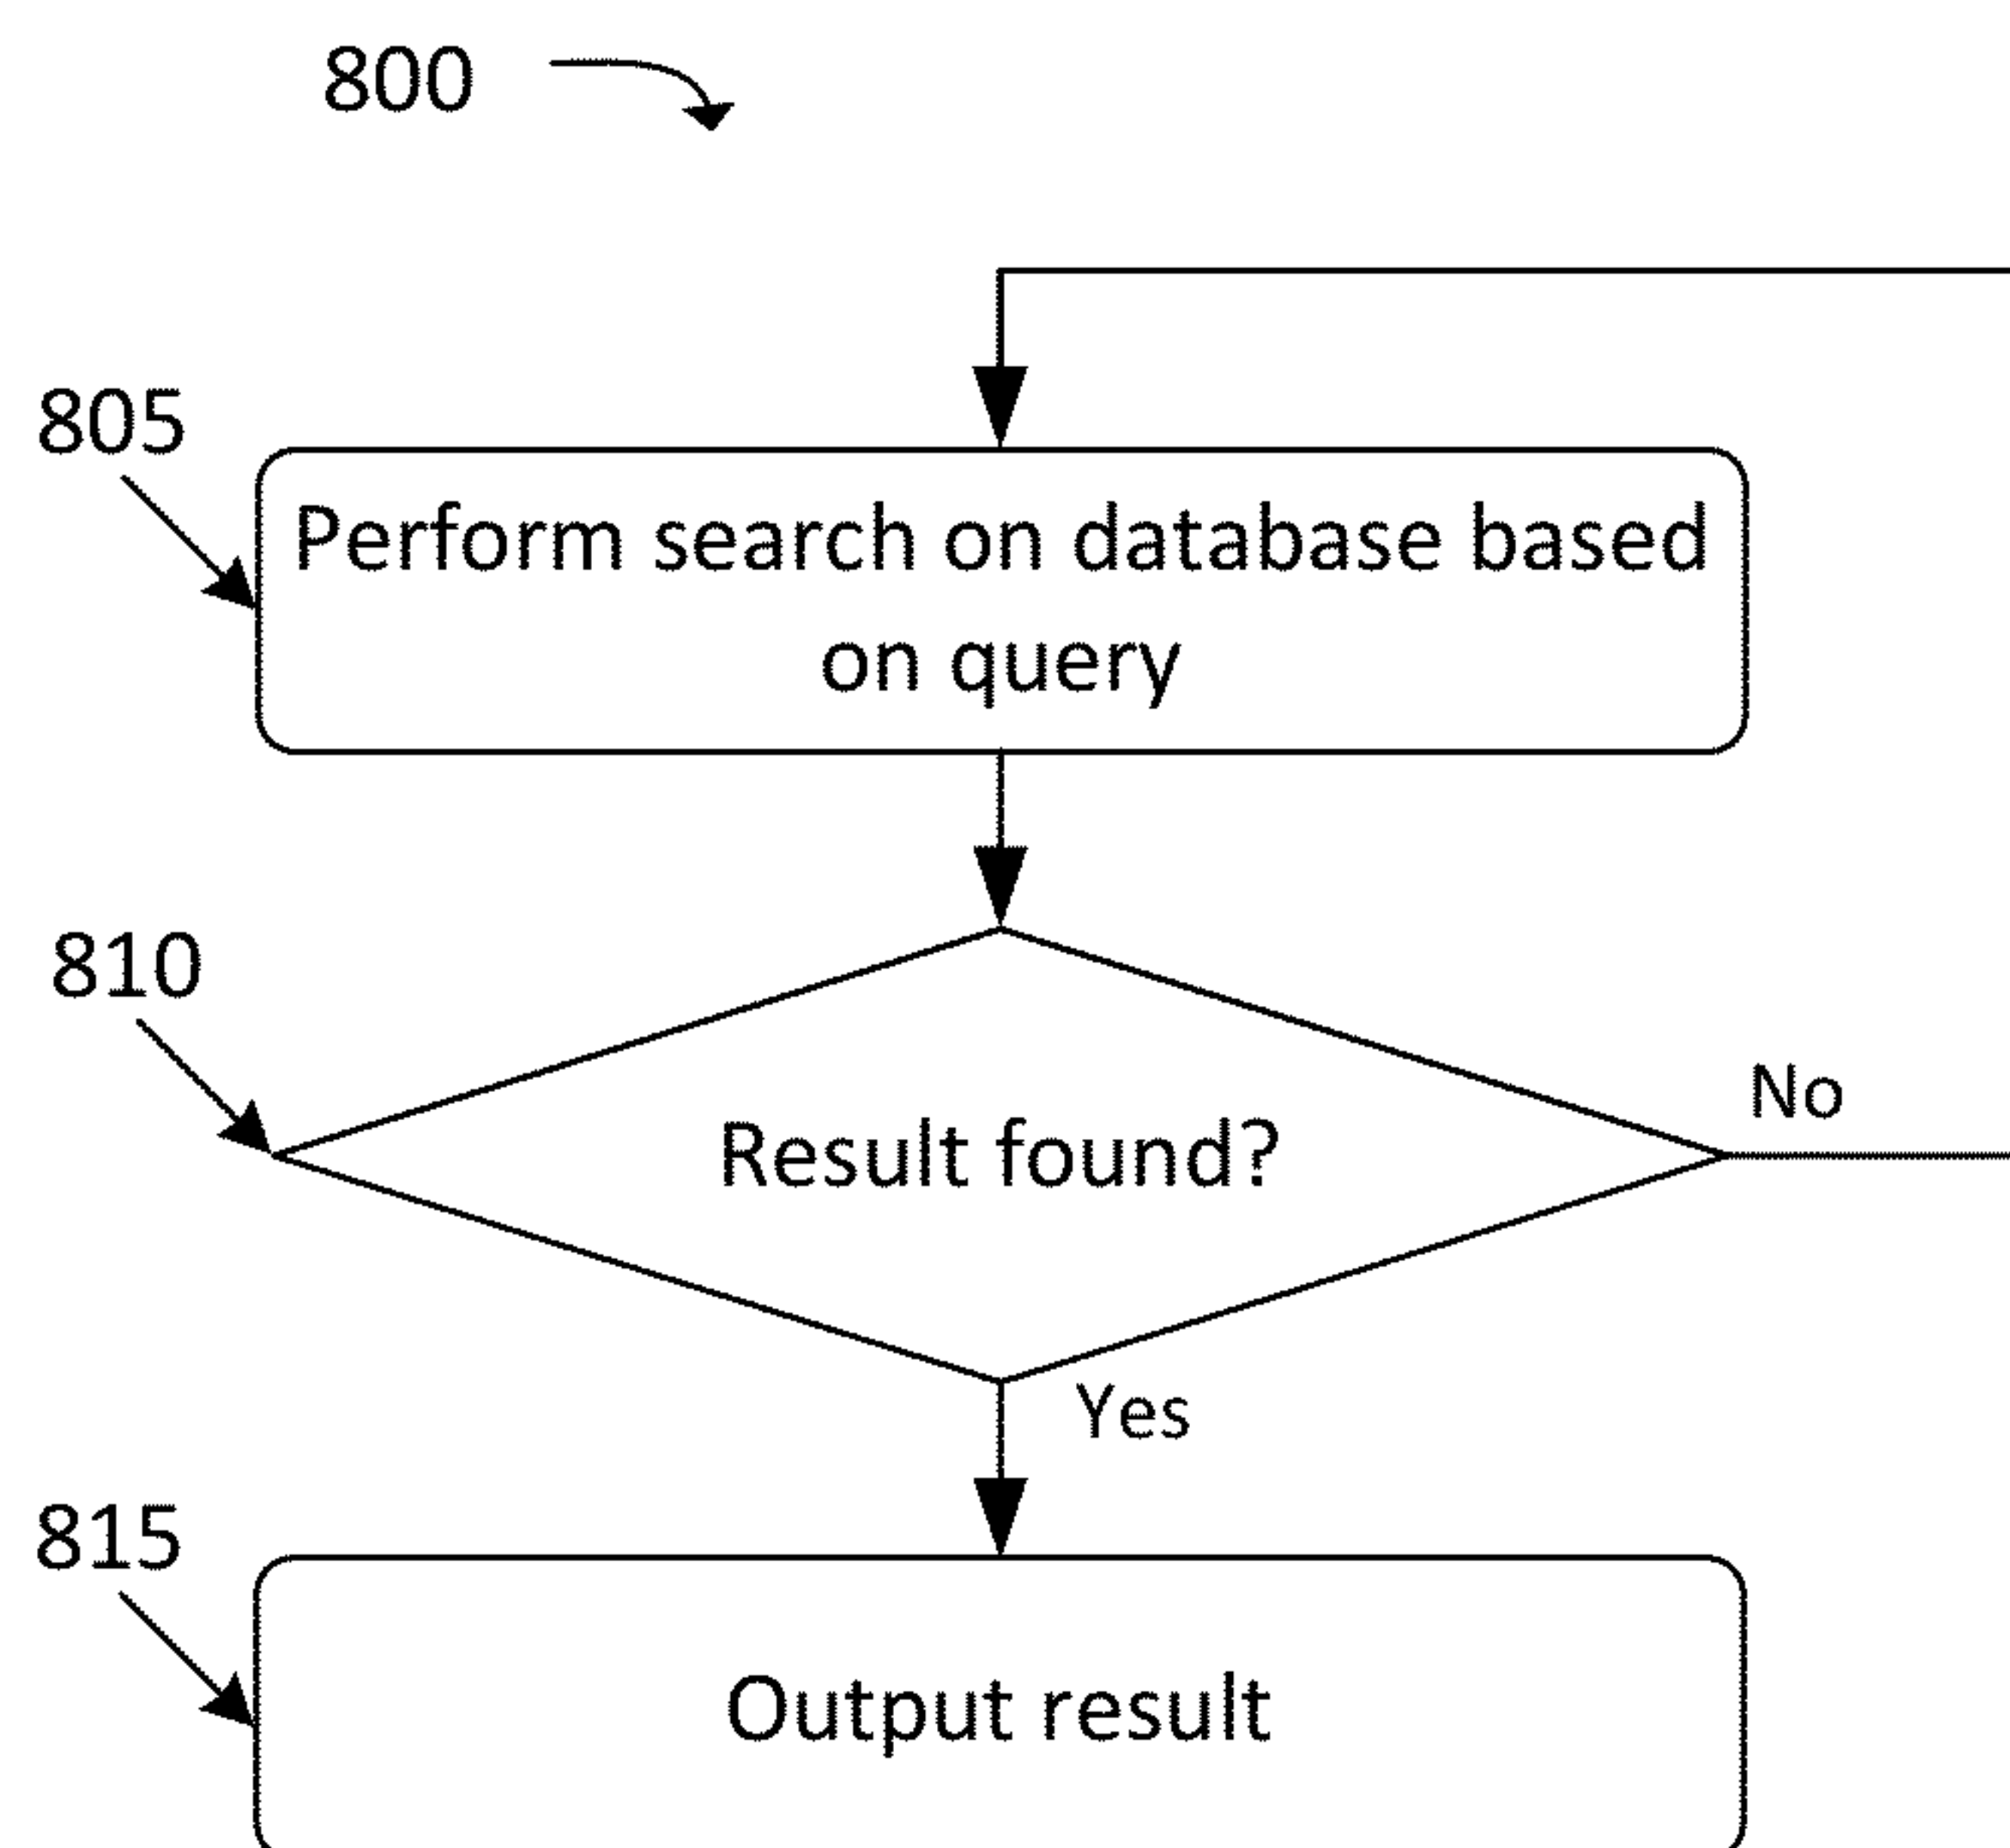 800
805
Perform search on database based
on query
810
Result found?
No
Yes
815
Output result